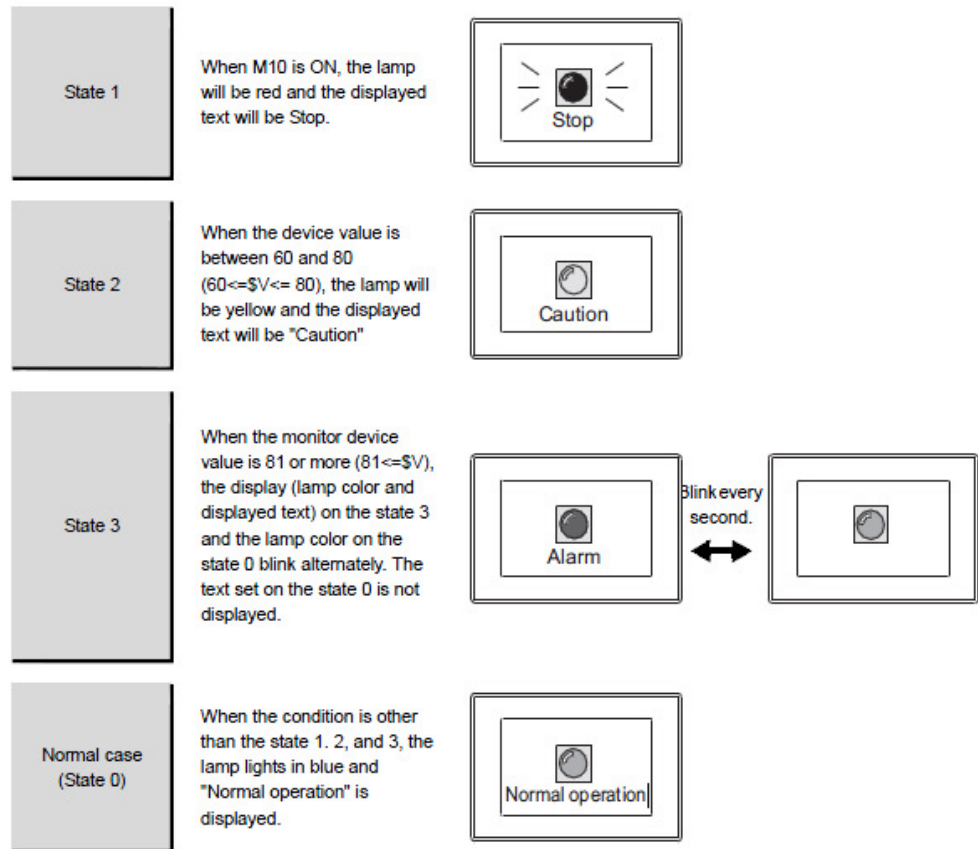 State 1
When M10 is ON, the lamp
will be red and the displayed
text will be Stop.
Stop
State 2
When the device value is
between 60 and 80
(60<=$V<= 80), the lamp will
be yellow and the displayed
text will be "Caution"
Caution
State 3
When the monitor device
value is 81 or more (81<=$V),
the display (lamp color and
displayed text) on the state 3
and the lamp color on the
state 0 blink alternately. The
text set on the state 0 is not
displayed.
Alarm
Blink every
second.
Normal case
(State 0)
When the condition is other
than the state 1. 2, and 3, the
lamp lights in blue and
"Normal operation" is
displayed.
Normal operation